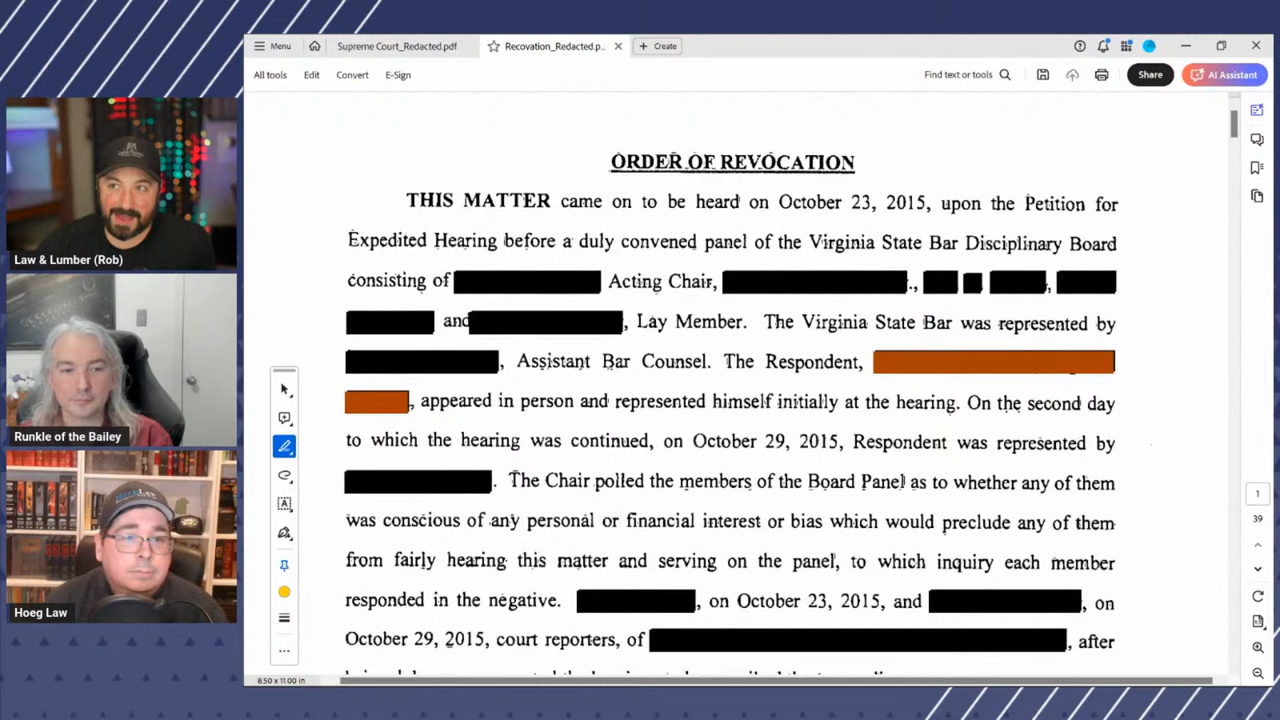 Menu
Supreme Court_Redacted.pdf
Recovation_Redacted.p...
Create
All tools Edit Convert E-Sign
Find text or tools
Share
AI Assistant
ORDER OF REVOCATION
THIS MATTER came on to be heard on October 23, 2015, upon the Petition for
Expedited Hearing before a duly convened panel of the Virginia State Bar Disciplinary Board
consisting of Acting Chair, ., ,
and , Lay Member. The Virginia State Bar was represented by
, Assistant Bar Counsel. The Respondent,
, appeared in person and represented himself initially at the hearing. On the second day
to which the hearing was continued, on October 29, 2015, Respondent was represented by
. The Chair polled the members of the Board Panel as to whether any of them
was conscious of any personal or financial interest or bias which would preclude any of them
from fairly hearing this matter and serving on the panel, to which inquiry each member
responded in the negative. , on October 23, 2015, and , on
October 29, 2015, court reporters, of , after
8.50 x 11.00 in
1
39
Law & Lumber (Rob)
Runkle of the Bailey
Hoeg Law
HOEG LAW